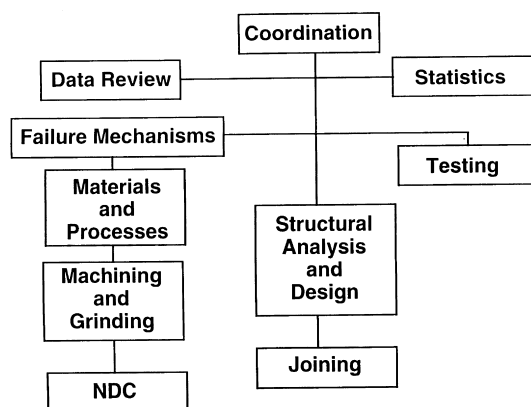 Coordination
Data Review
Statistics
Failure Mechanisms
Testing
Materials
and
Processes
Structural
Analysis
and
Design
Machining
and
Grinding
Joining
NDC